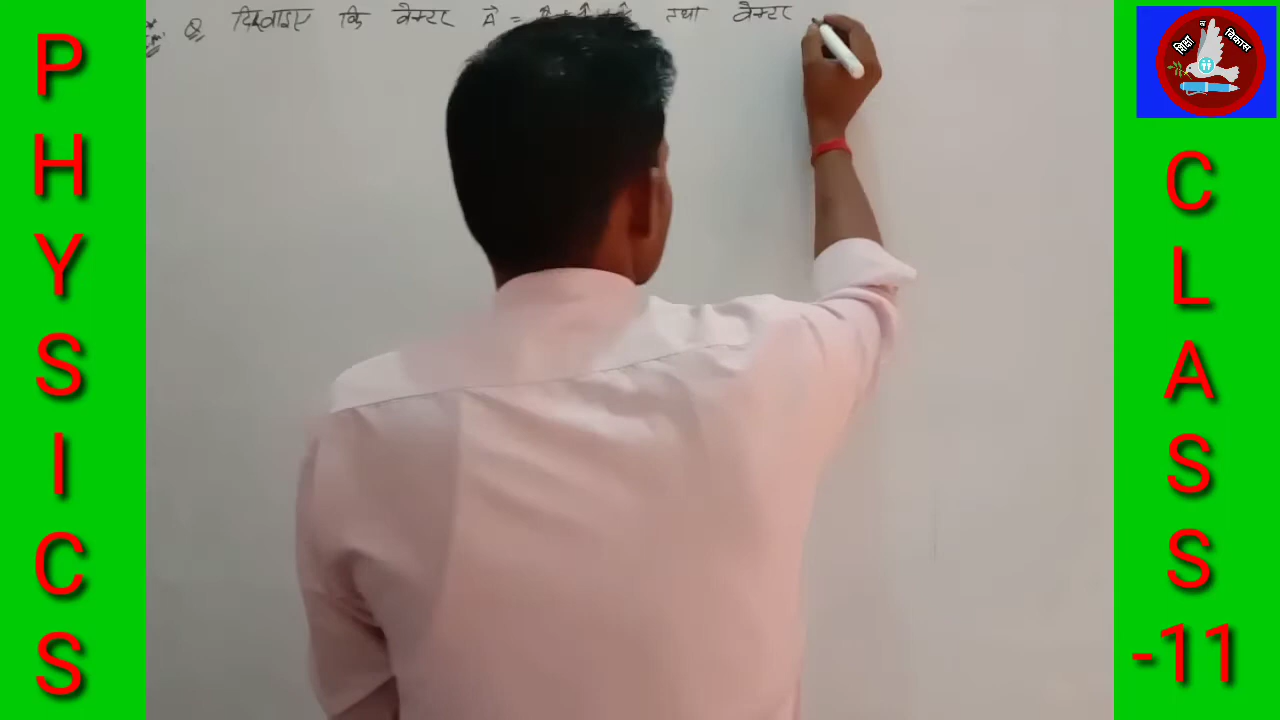 Q. दिखाइए कि वेक्टर A⃗ = तथा वेक्टर
PHYSICS
शिक्षा व विकास
CLASS
-11